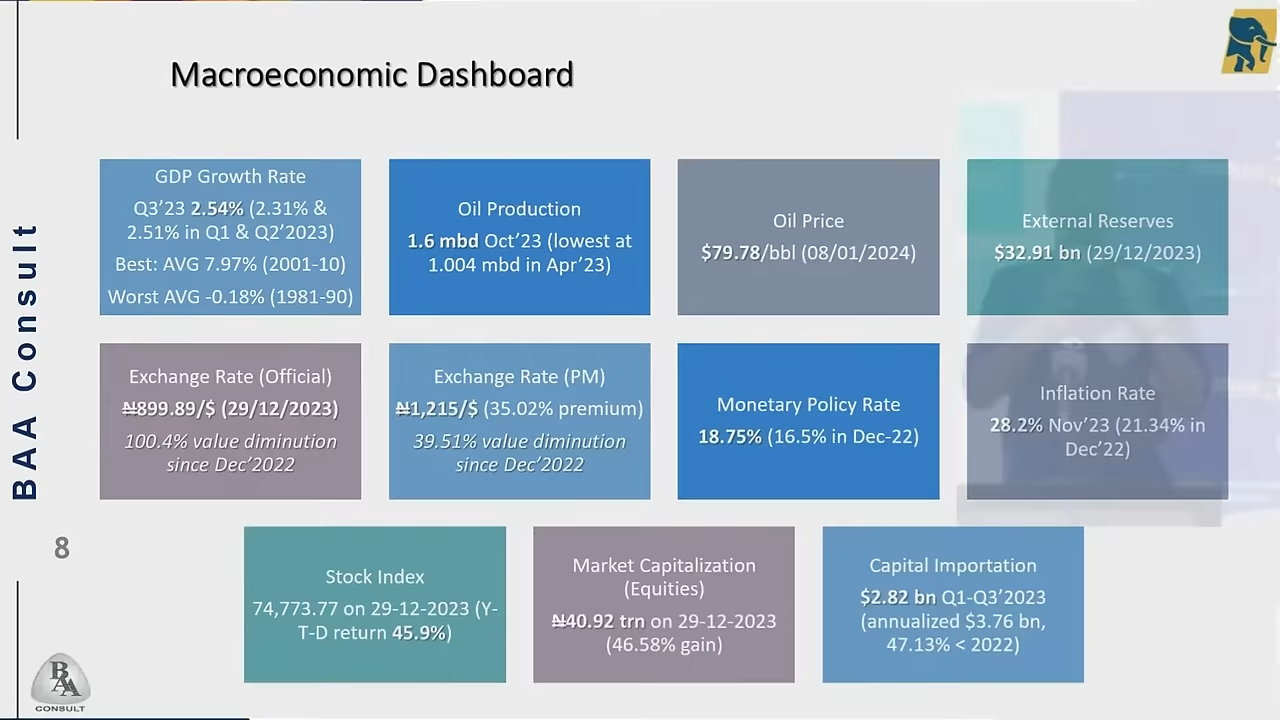 Macroeconomic Dashboard
GDP Growth Rate
Q3’23 2.54% (2.31% &
2.51% in Q1 & Q2’2023)
Best: AVG 7.97% (2001-10)
Worst AVG -0.18% (1981-90)
Oil Production
1.6 mbd Oct’23 (lowest at
1.004 mbd in Apr’23)
Oil Price
$79.78/bbl (08/01/2024)
External Reserves
$32.91 bn (29/12/2023)
Exchange Rate (Official)
₦899.89/$ (29/12/2023)
100.4% value diminution
since Dec’2022
Exchange Rate (PM)
₦1,215/$ (35.02% premium)
39.51% value diminution
since Dec’2022
Monetary Policy Rate
18.75% (16.5% in Dec-22)
Inflation Rate
28.2% Nov’23 (21.34% in
Dec’22)
Stock Index
74,773.77 on 29-12-2023 (Y-
T-D return 45.9%)
Market Capitalization
(Equities)
₦40.92 trn on 29-12-2023
(46.58% gain)
Capital Importation
$2.82 bn Q1-Q3’2023
(annualized $3.76 bn,
47.13% < 2022)
BAA Consult
8
BAA
CONSULT